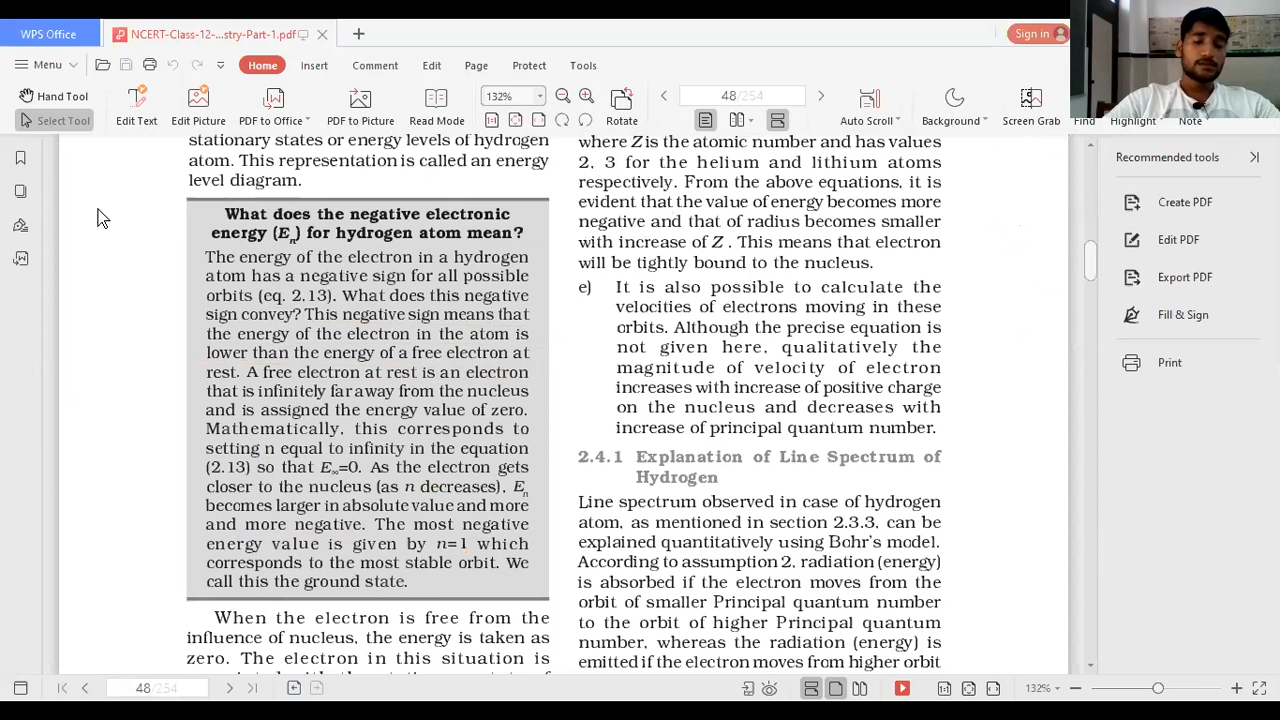 WPS Office
NCERT-Class-12-...stry-Part-1.pdf
Sign in
Menu
Home
Insert
Comment
Edit
Page
Protect
Tools
Hand Tool
Select Tool
Edit Text
Edit Picture
PDF to Office
PDF to Picture
132%
Read Mode
Rotate
48 /254
Auto Scroll
Background
Screen Grab
Find
Highlight
Note
stationary states or energy levels of hydrogen
atom. This representation is called an energy
level diagram.
What does the negative electronic
energy (En) for hydrogen atom mean?
The energy of the electron in a hydrogen
atom has a negative sign for all possible
orbits (eq. 2.13). What does this negative
sign convey? This negative sign means that
the energy of the electron in the atom is
lower than the energy of a free electron at
rest. A free electron at rest is an electron
that is infinitely far away from the nucleus
and is assigned the energy value of zero.
Mathematically, this corresponds to
setting n equal to infinity in the equation
(2.13) so that E∞=0. As the electron gets
closer to the nucleus (as n decreases), En
becomes larger in absolute value and more
and more negative. The most negative
energy value is given by n=1 which
corresponds to the most stable orbit. We
call this the ground state.
When the electron is free from the
influence of nucleus, the energy is taken as
zero. The electron in this situation is
where Z is the atomic number and has values
2, 3 for the helium and lithium atoms
respectively. From the above equations, it is
evident that the value of energy becomes more
negative and that of radius becomes smaller
with increase of Z . This means that electron
will be tightly bound to the nucleus.
e) It is also possible to calculate the
velocities of electrons moving in these
orbits. Although the precise equation is
not given here, qualitatively the
magnitude of velocity of electron
increases with increase of positive charge
on the nucleus and decreases with
increase of principal quantum number.
2.4.1 Explanation of Line Spectrum of
Hydrogen
Line spectrum observed in case of hydrogen
atom, as mentioned in section 2.3.3, can be
explained quantitatively using Bohr's model.
According to assumption 2, radiation (energy)
is absorbed if the electron moves from the
orbit of smaller Principal quantum number
to the orbit of higher Principal quantum
number, whereas the radiation (energy) is
emitted if the electron moves from higher orbit
Recommended tools
Create PDF
Edit PDF
Export PDF
Fill & Sign
Print
48 /254
132%